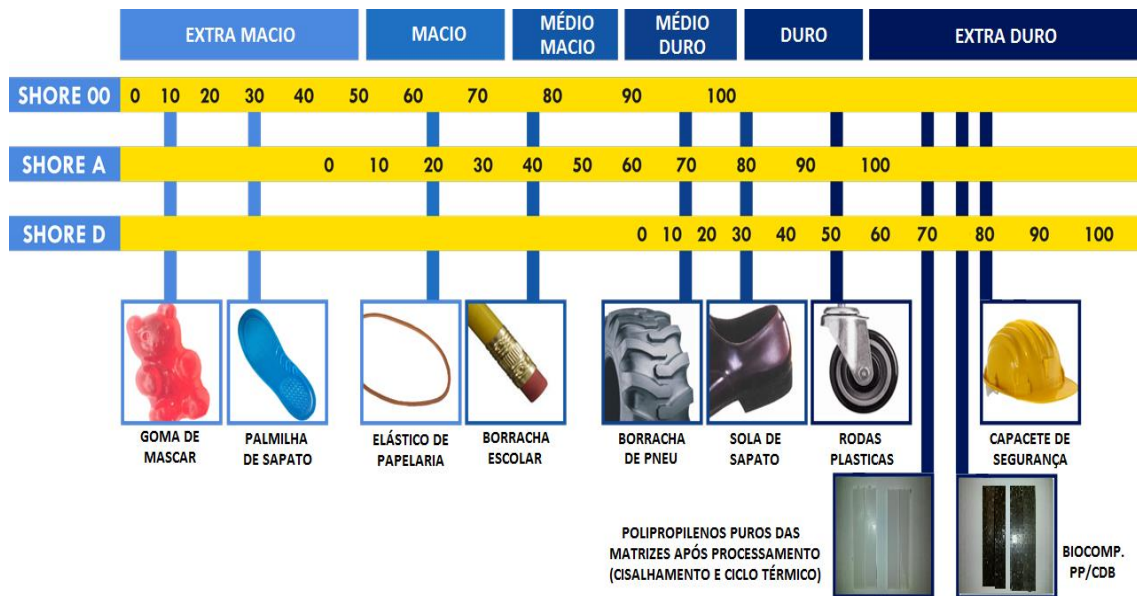 EXTRA MACIO
MACIO
MÉDIO
MACIO
MÉDIO
DURO
DURO
EXTRA DURO
SHORE 00 0 10 20 30 40 50 60 70 80 90 100
SHORE A 0 10 20 30 40 50 60 70 80 90 100
SHORE D 0 10 20 30 40 50 60 70 80 90 100
GOMA DE
MASCAR
PALMILHA
DE SAPATO
ELÁSTICO DE
PAPELARIA
BORRACHA
ESCOLAR
BORRACHA
DE PNEU
SOLA DE
SAPATO
RODAS
PLASTICAS
CAPACETE DE
SEGURANÇA
POLIPROPILENOS PUROS DAS
MATRIZES APÓS PROCESSAMENTO
(CISALHAMENTO E CICLO TÉRMICO)
BIOCOMP.
PP/CDB